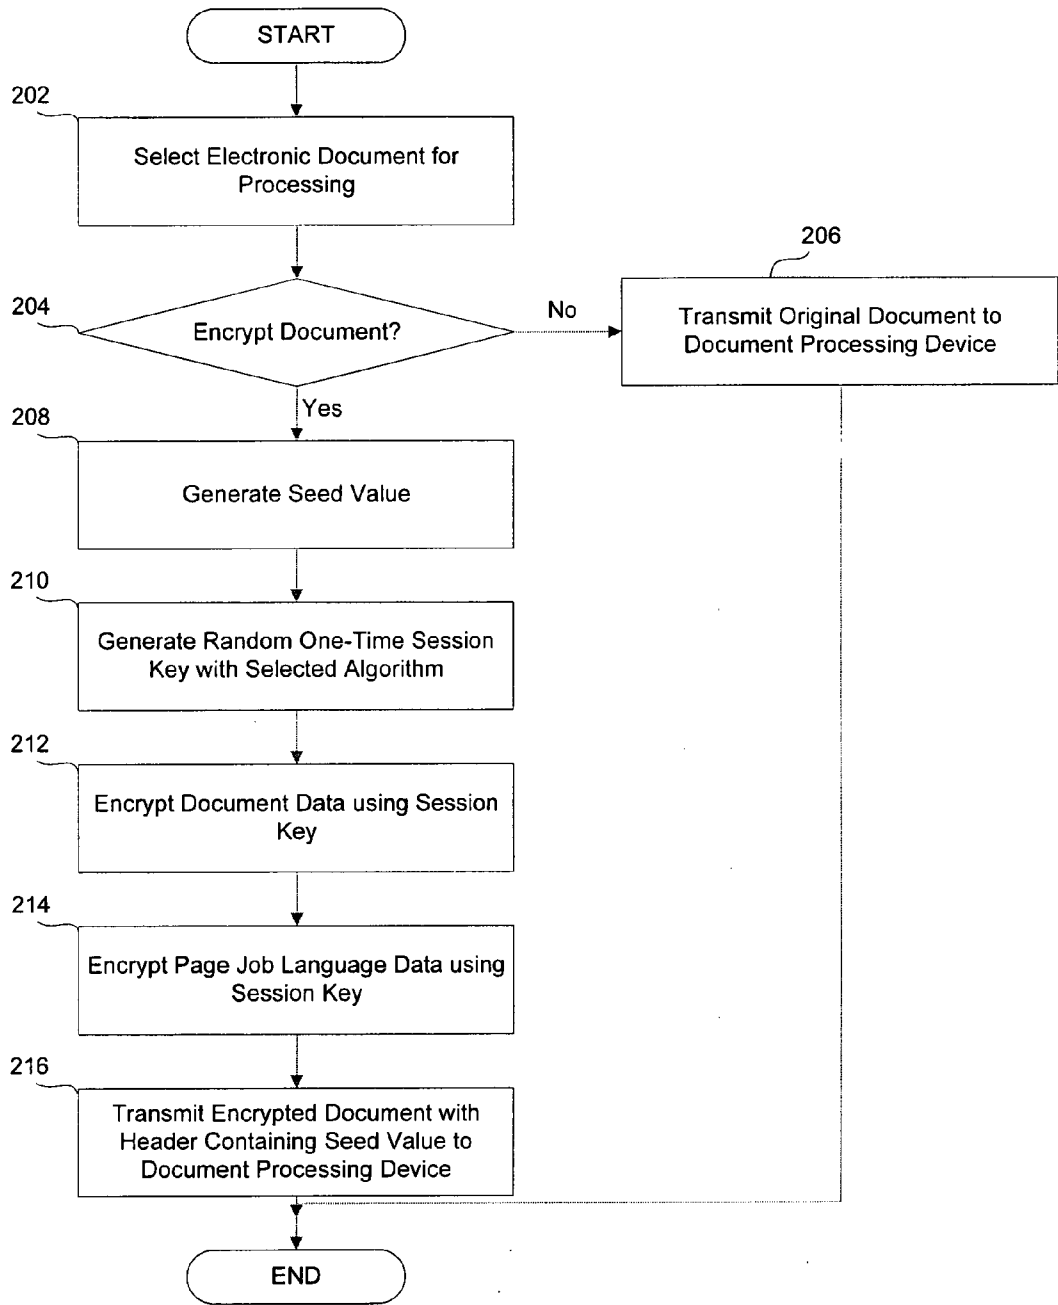 START
202
Select Electronic Document for
Processing
206
204
Encrypt Document?
No
Transmit Original Document to
Document Processing Device
Yes
208
Generate Seed Value
210
Generate Random One-Time Session
Key with Selected Algorithm
212
Encrypt Document Data using Session
Key
214
Encrypt Page Job Language Data using
Session Key
216
Transmit Encrypted Document with
Header Containing Seed Value to
Document Processing Device
END